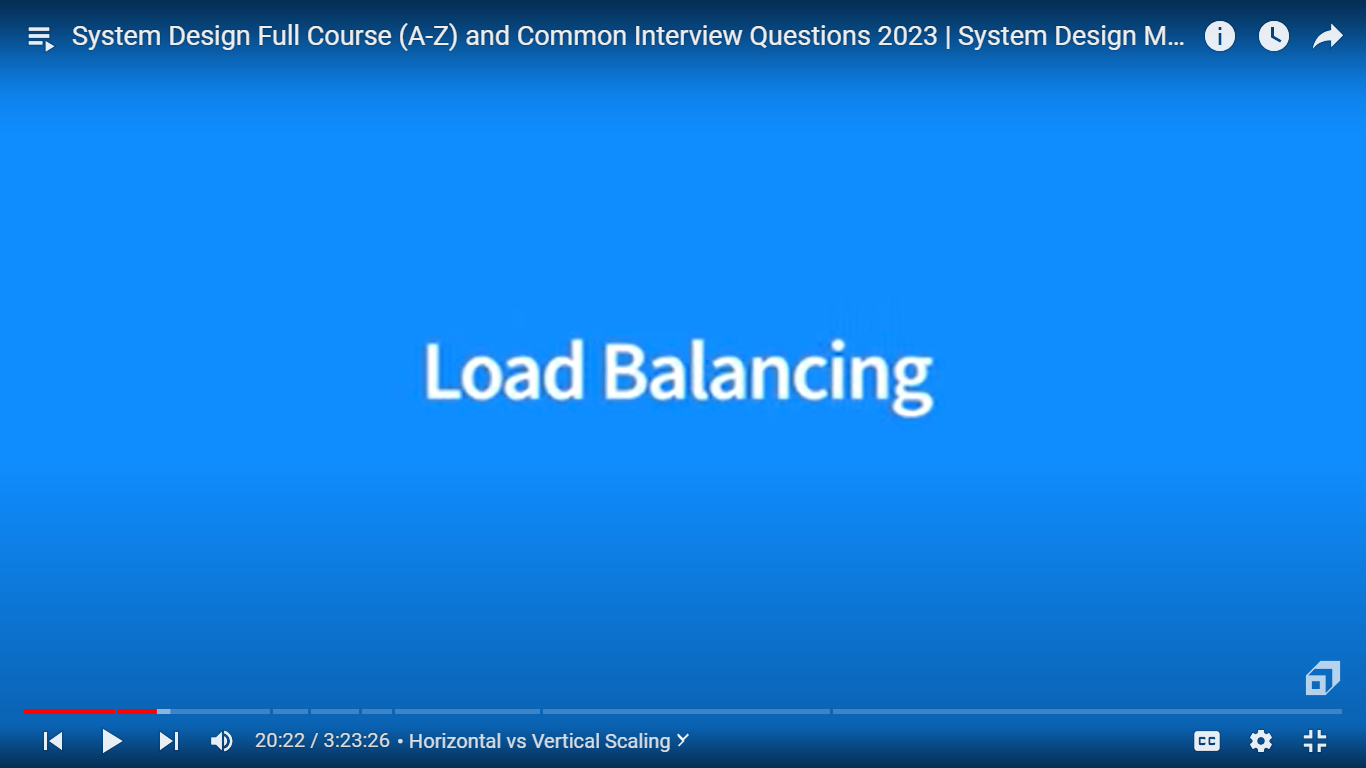 System Design Full Course (A-Z) and Common Interview Questions 2023 | System Design M...
Load Balancing
20:22 / 3:23:26 • Horizontal vs Vertical Scaling
CC